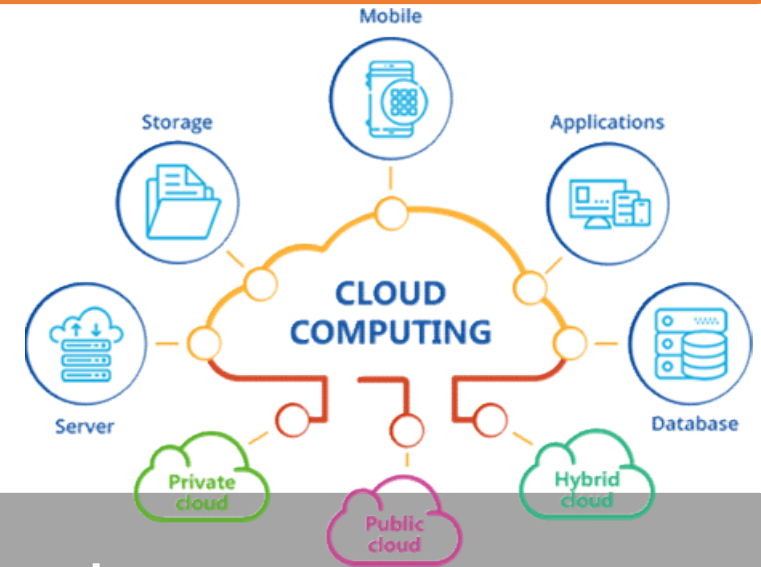 Mobile
Storage
Applications
CLOUD
COMPUTING
Server
Database
Private
cloud
Hybrid
cloud
Public
cloud